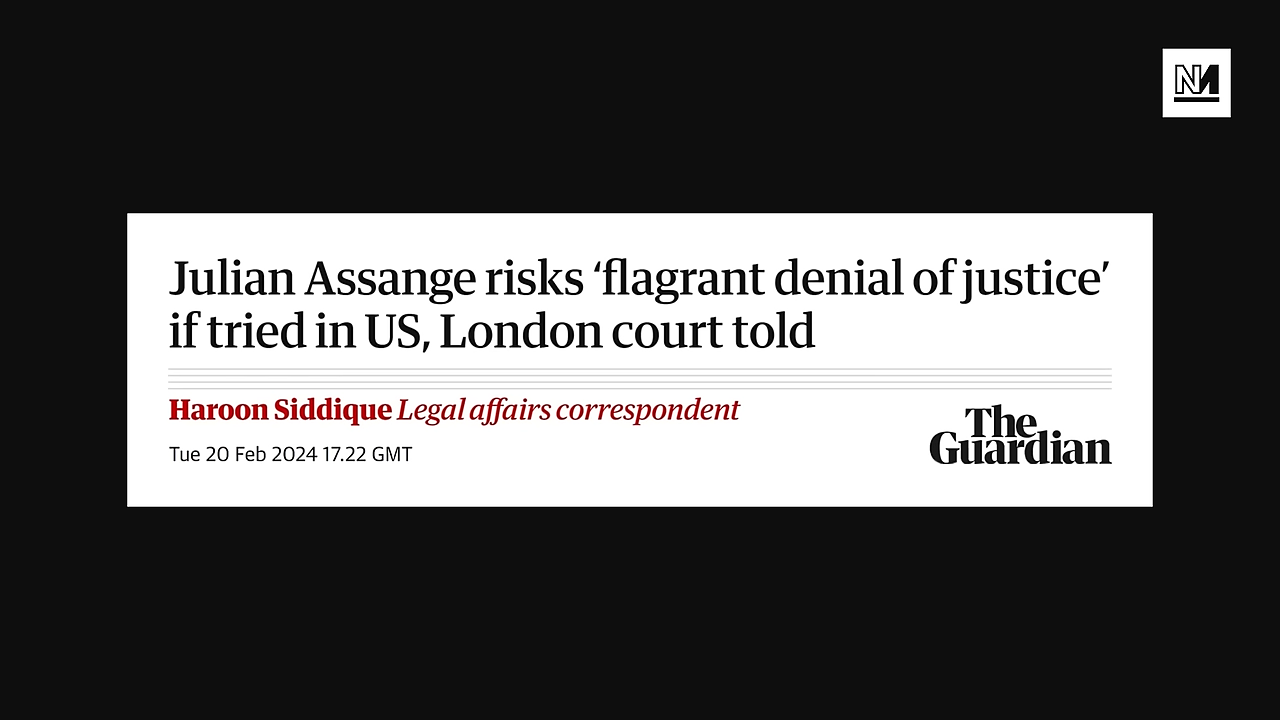 NM
Julian Assange risks ‘flagrant denial of justice’
if tried in US, London court told
Haroon Siddique Legal affairs correspondent
Tue 20 Feb 2024 17.22 GMT
The
Guardian